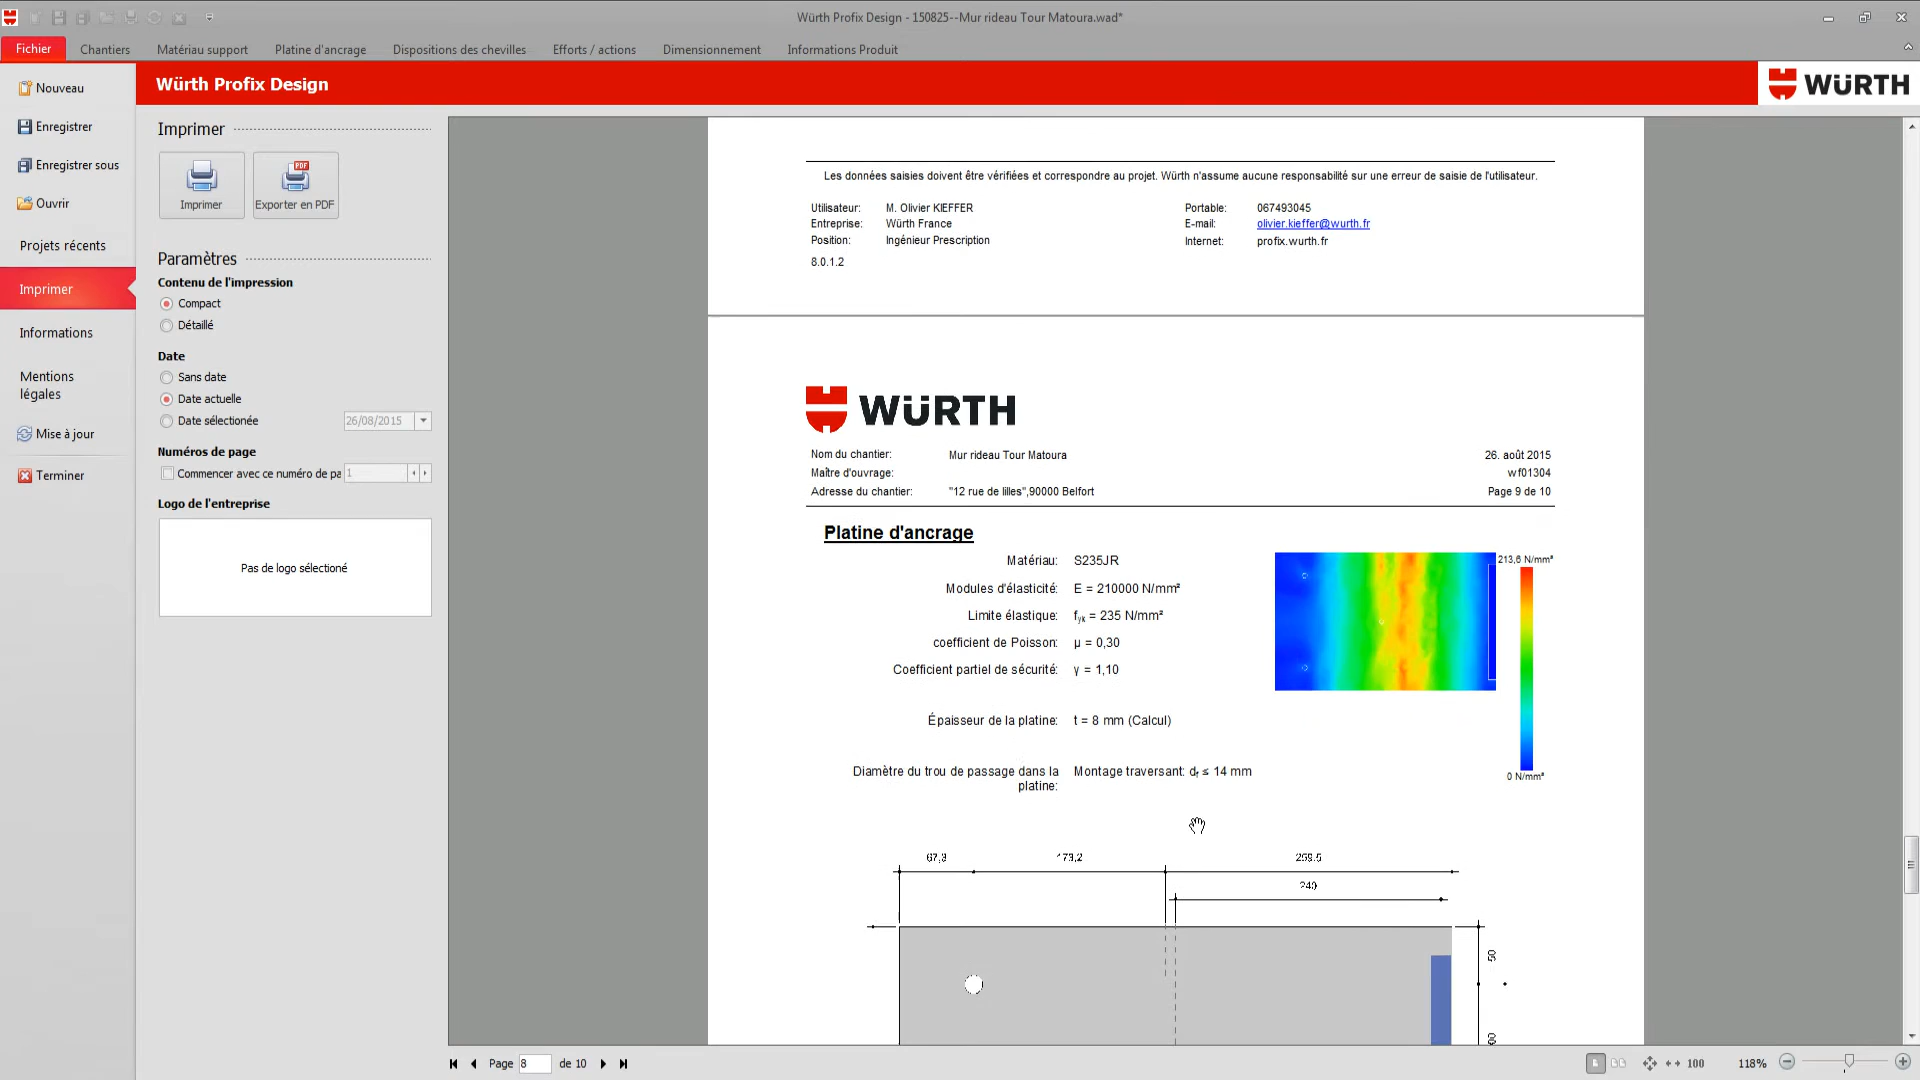 Würth Profix Design - 150825--Mur rideau Tour Matoura.wad*
Fichier Chantiers Matériau support Platine d'ancrage Dispositions des chevilles Efforts / actions Dimensionnement Informations Produit
Würth Profix Design
WÜRTH
Nouveau
Enregistrer
Enregistrer sous
Ouvrir
Projets récents
Imprimer
Informations
Mentions
légales
Mise à jour
Terminer
Imprimer
Imprimer
PDF
Exporter en PDF
Paramètres
Contenu de l'impression
Compact
Détaillé
Date
Sans date
Date actuelle
Date sélectionée 26/08/2015
Numéros de page
Commencer avec ce numéro de pa 1
Logo de l'entreprise
Pas de logo sélectionné
Les données saisies doivent être vérifiées et correspondre au projet. Würth n'assume aucune responsabilité sur une erreur de saisie de l'utilisateur.
Utilisateur: M. Olivier KIEFFER Portable: 067493045
Entreprise: Würth France E-mail: olivier.kieffer@wurth.fr
Position: Ingénieur Prescription Internet: profix.wurth.fr
8.0.1.2
WÜRTH
Nom du chantier: Mur rideau Tour Matoura 26. août 2015
Maître d'ouvrage: wf01304
Adresse du chantier: "12 rue de lilles",90000 Belfort Page 9 de 10
Platine d'ancrage
Matériau: S235JR
Modules d'élasticité: E = 210000 N/mm²
Limite élastique: fyk = 235 N/mm²
coefficient de Poisson: µ = 0,30
Coefficient partiel de sécurité: γ = 1,10
Épaisseur de la platine: t = 8 mm (Calcul)
Diamètre du trou de passage dans la Montage traversant: df ≤ 14 mm
platine:
213,6 N/mm²
0 N/mm²
240
50
Page 8 de 10
100 118%